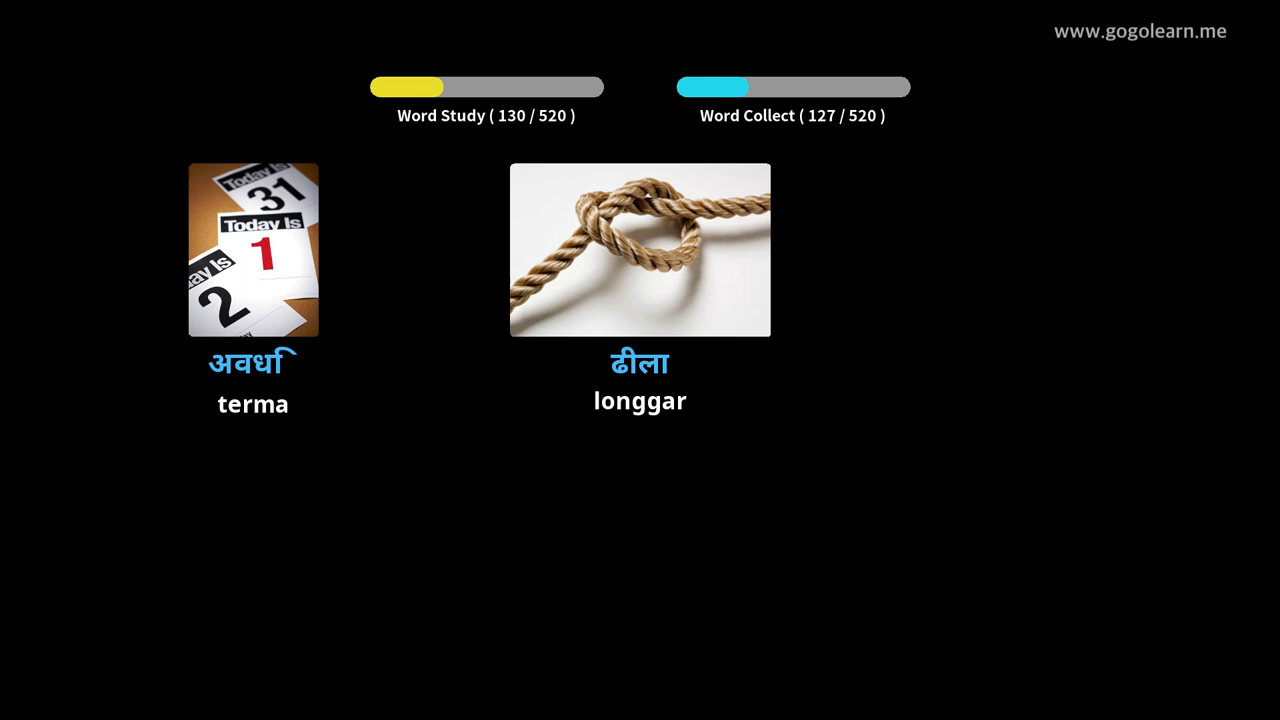 www.gogolearn.me
Word Study ( 130 / 520 )
Word Collect ( 127 / 520 )
Today Is
31
Today Is
1
ay Is
2
अवधि
terma
ढीला
longgar